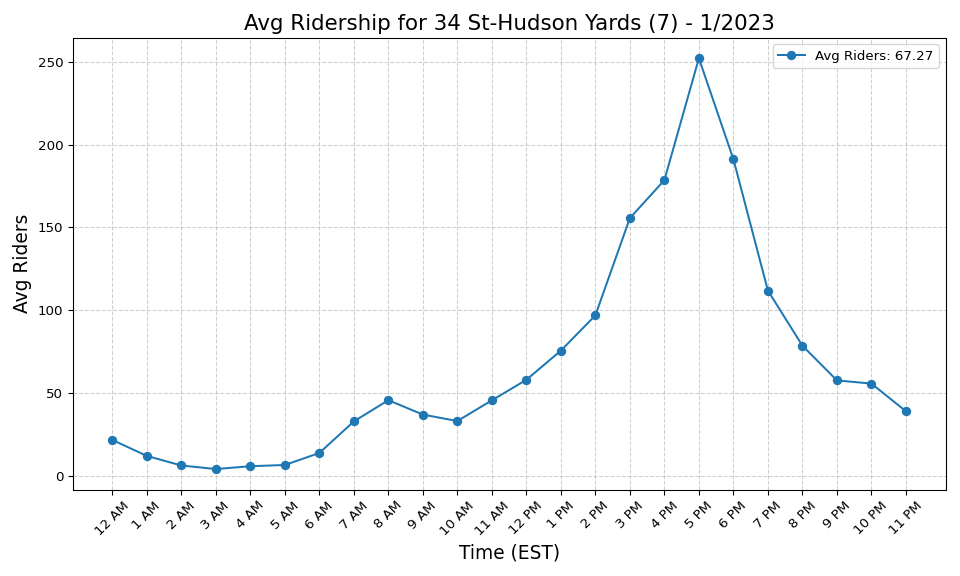 Avg Ridership for 34 St-Hudson Yards (7) - 1/2023
Avg Riders: 67.27
Avg Riders
250
200
150
100
50
0
12 AM
1 AM
2 AM
3 AM
4 AM
5 AM
6 AM
7 AM
8 AM
9 AM
10 AM
11 AM
12 PM
1 PM
2 PM
3 PM
4 PM
5 PM
6 PM
7 PM
8 PM
9 PM
10 PM
11 PM
Time (EST)